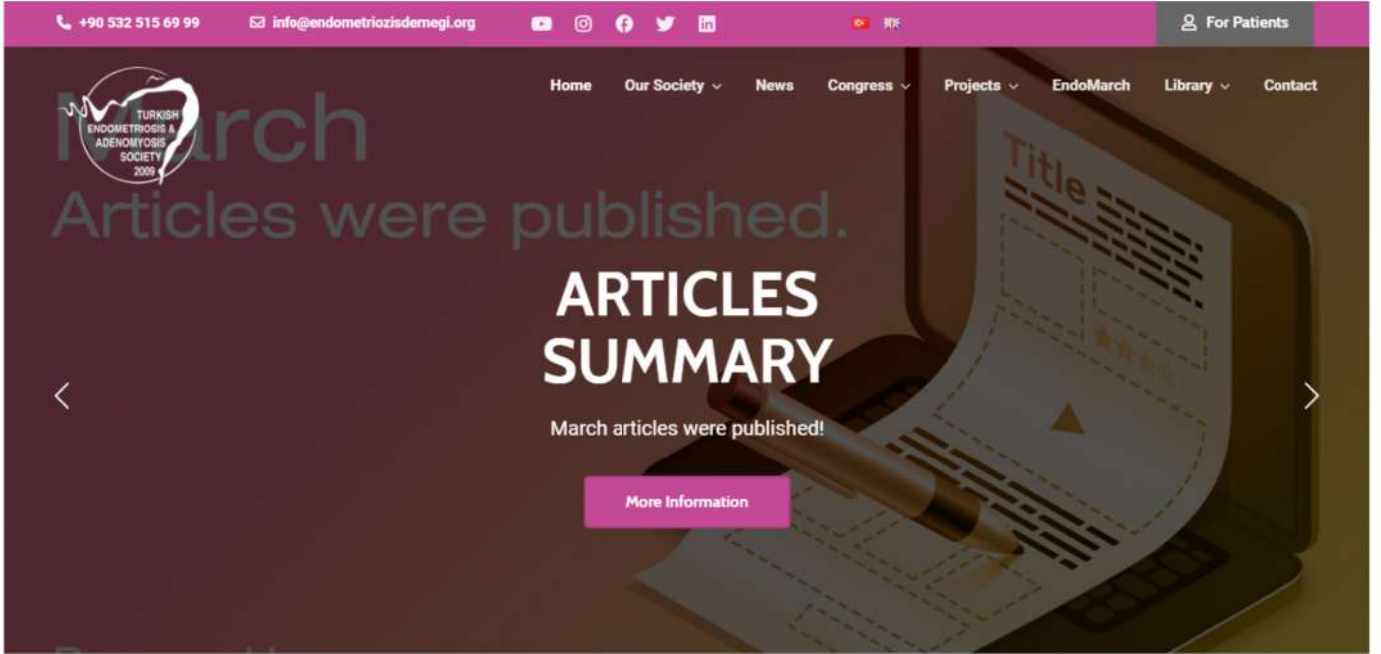 +90 532 515 69 99 info@endometriozisdernegi.org For Patients
Home Our Society News Congress Projects EndoMarch Library Contact
TURKISH
ENDOMETRIOSIS &
ADENOMYOSIS
SOCIETY
2009
March
Articles were published.
Title
ARTICLES
SUMMARY
March articles were published!
More Information